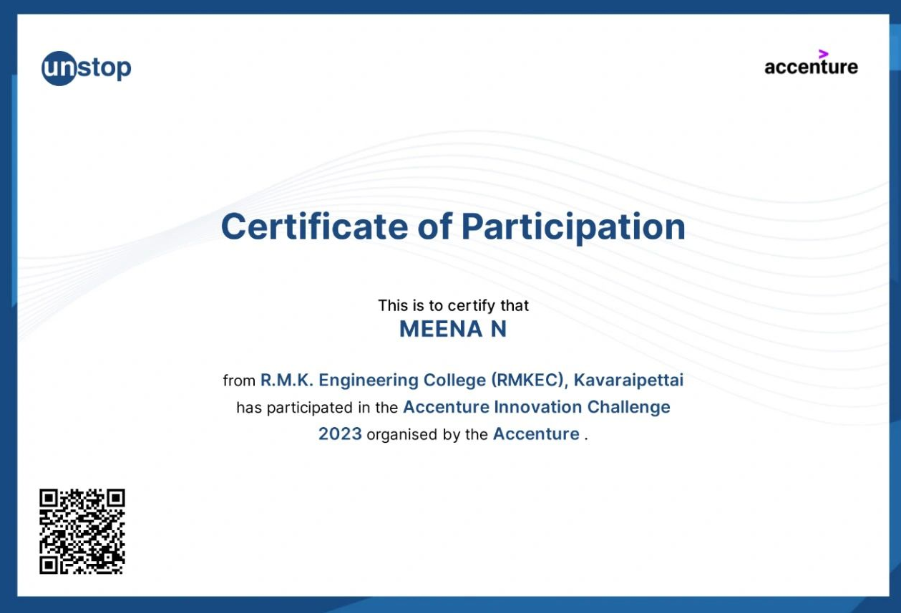 unstop
accenture
Certificate of Participation
This is to certify that
MEENA N
from R.M.K. Engineering College (RMKEC), Kavaraipettai
has participated in the Accenture Innovation Challenge
2023 organised by the Accenture .